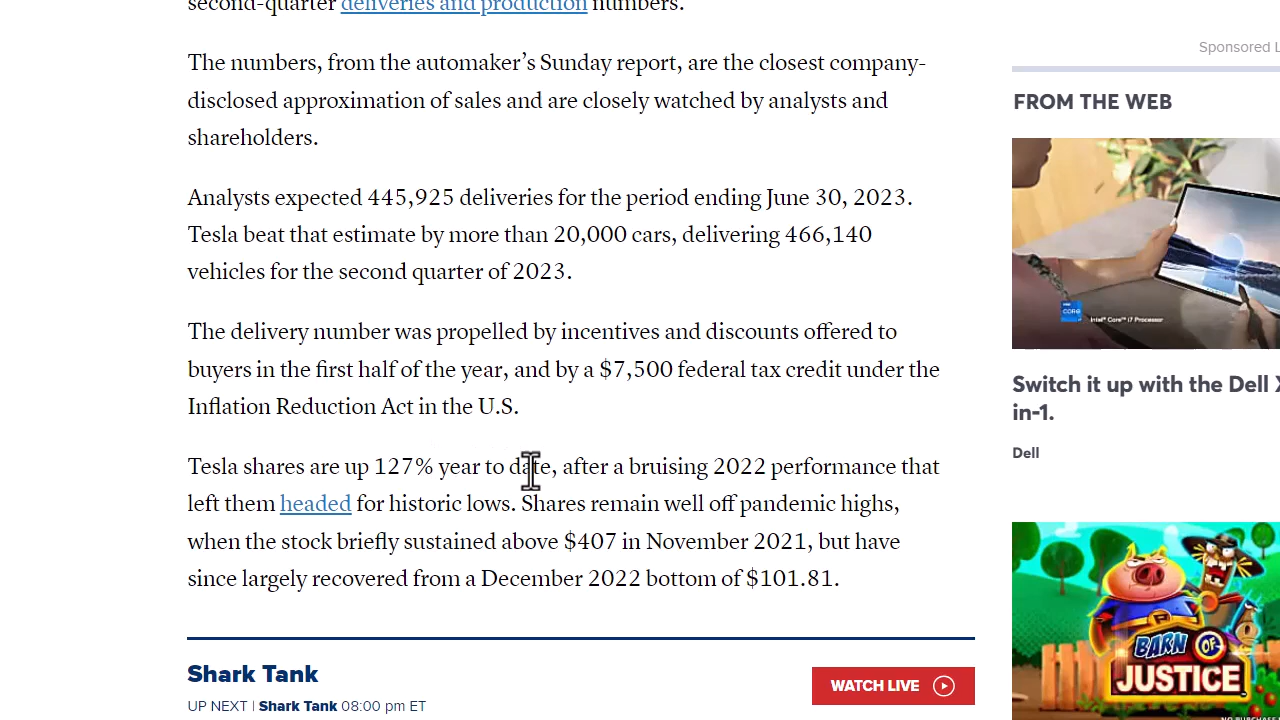 second-quarter deliveries and production numbers.
The numbers, from the automaker’s Sunday report, are the closest company-
disclosed approximation of sales and are closely watched by analysts and
shareholders.
Analysts expected 445,925 deliveries for the period ending June 30, 2023.
Tesla beat that estimate by more than 20,000 cars, delivering 466,140
vehicles for the second quarter of 2023.
The delivery number was propelled by incentives and discounts offered to
buyers in the first half of the year, and by a $7,500 federal tax credit under the
Inflation Reduction Act in the U.S.
Tesla shares are up 127% year to date, after a bruising 2022 performance that
left them headed for historic lows. Shares remain well off pandemic highs,
when the stock briefly sustained above $407 in November 2021, but have
since largely recovered from a December 2022 bottom of $101.81.
Shark Tank
WATCH LIVE
UP NEXT | Shark Tank 08:00 pm ET
Sponsored L
FROM THE WEB
intel CORE
Intel® Core™ i7 Processor
Switch it up with the Dell X
in-1.
Dell
BARN OF
JUSTICE